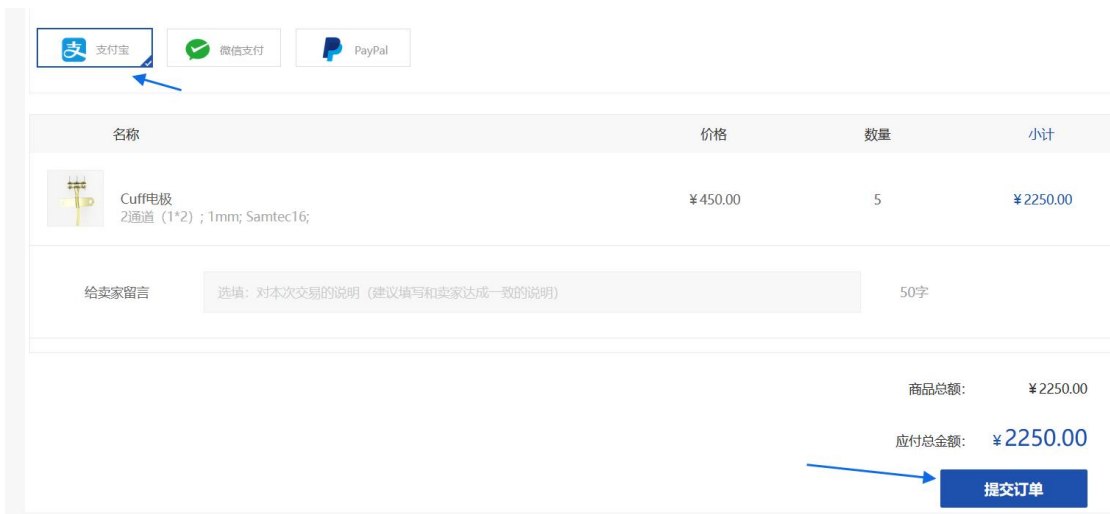 支付宝 微信支付 PayPal
名称 价格 数量 小计
Cuff电极 ¥450.00 5 ¥2250.00
2通道（1*2）; 1mm; Samtec16;
给卖家留言 选填：对本次交易的说明（建议填写和卖家达成一致的说明） 50字
商品总额: ¥2250.00
应付总金额: ¥2250.00
提交订单